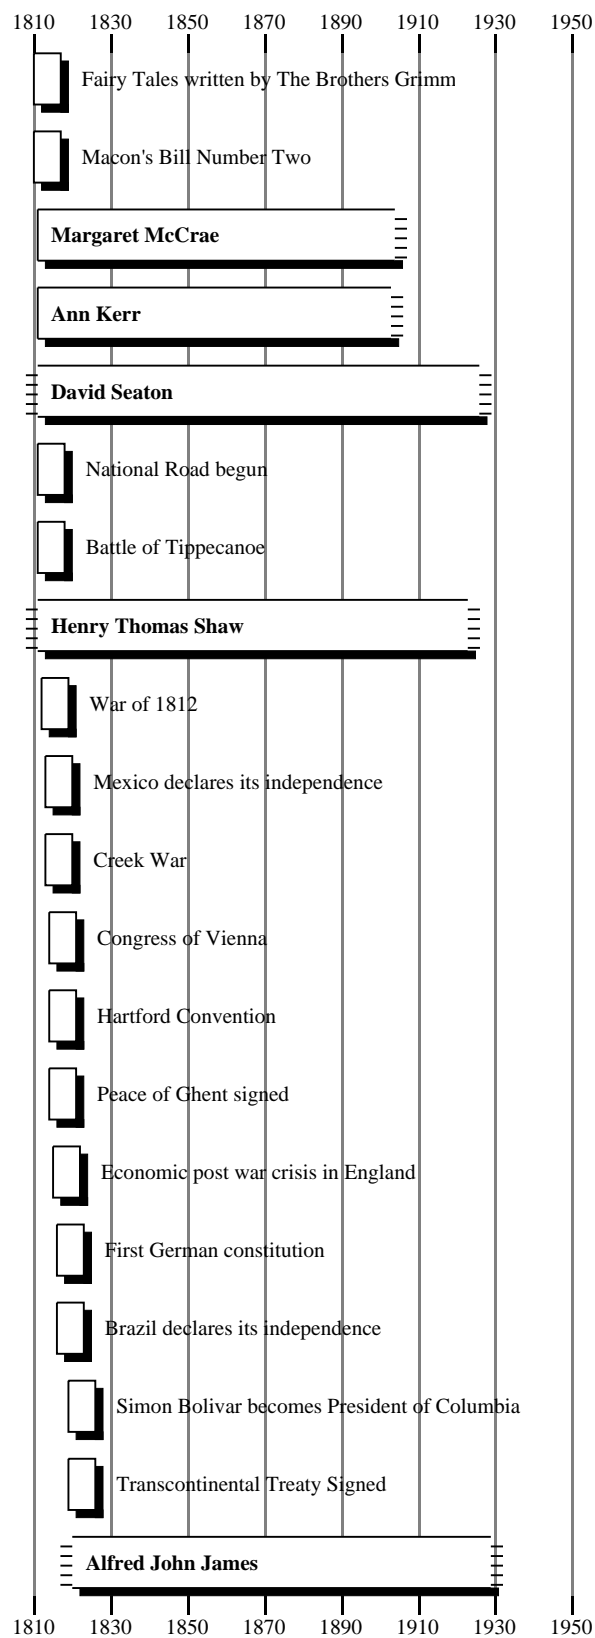 1810 1830 1850 1870 1890 1910 1930 1950
Fairy Tales written by The Brothers Grimm
Macon's Bill Number Two
Margaret McCrae
Ann Kerr
David Seaton
National Road begun
Battle of Tippecanoe
Henry Thomas Shaw
War of 1812
Mexico declares its independence
Creek War
Congress of Vienna
Hartford Convention
Peace of Ghent signed
Economic post war crisis in England
First German constitution
Brazil declares its independence
Simon Bolivar becomes President of Columbia
Transcontinental Treaty Signed
Alfred John James
1810 1830 1850 1870 1890 1910 1930 1950